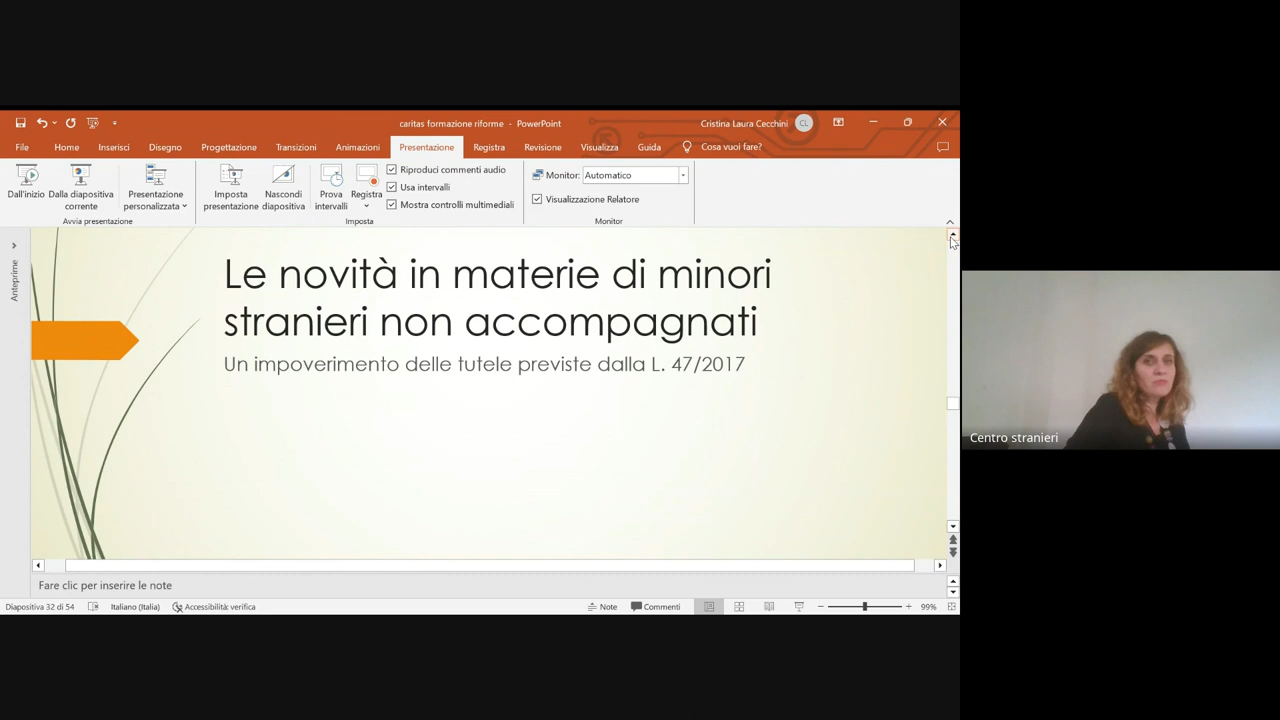 caritas formazione riforme - PowerPoint
Cristina Laura Cecchini CL
File Home Inserisci Disegno Progettazione Transizioni Animazioni Presentazione Registra Revisione Visualizza Guida Cosa vuoi fare?
Dall'inizio
Dalla diapositiva
corrente
Presentazione
personalizzata
Avvia presentazione
Imposta
presentazione
Nascondi
diapositiva
Prova
intervalli
Registra
Riproduci commenti audio
Usa intervalli
Mostra controlli multimediali
Imposta
Monitor: Automatico
Visualizzazione Relatore
Monitor
Anteprime
Le novità in materie di minori
stranieri non accompagnati
Un impoverimento delle tutele previste dalla L. 47/2017
Centro stranieri
Fare clic per inserire le note
Diapositiva 32 di 54 Italiano (Italia) Accessibilità: verifica Note Commenti 99%